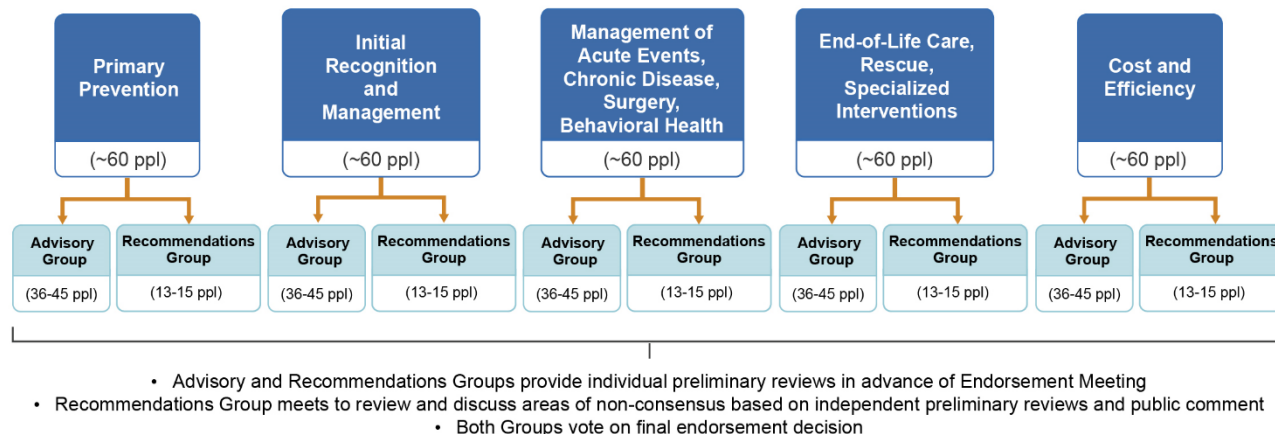 Primary
Prevention
(~60 ppl)
Initial
Recognition
and
Management
(~60 ppl)
Management of
Acute Events,
Chronic Disease,
Surgery,
Behavioral Health
(~60 ppl)
End-of-Life Care,
Rescue,
Specialized
Interventions
(~60 ppl)
Cost and
Efficiency
(~60 ppl)
Advisory
Group
(36-45 ppl)
Recommendations
Group
(13-15 ppl)
Advisory
Group
(36-45 ppl)
Recommendations
Group
(13-15 ppl)
Advisory
Group
(36-45 ppl)
Recommendations
Group
(13-15 ppl)
Advisory
Group
(36-45 ppl)
Recommendations
Group
(13-15 ppl)
Advisory
Group
(36-45 ppl)
Recommendations
Group
(13-15 ppl)
• Advisory and Recommendations Groups provide individual preliminary reviews in advance of Endorsement Meeting
• Recommendations Group meets to review and discuss areas of non-consensus based on independent preliminary reviews and public comment
• Both Groups vote on final endorsement decision